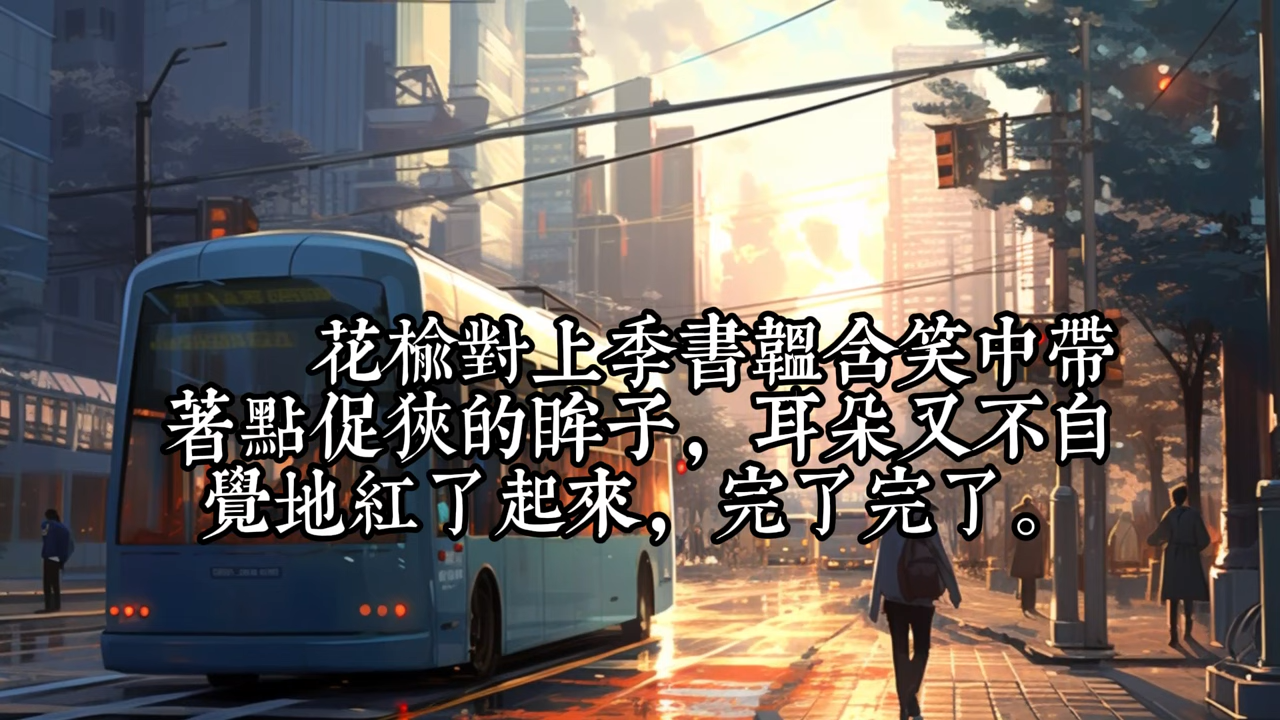 花榆對上季書韞含笑中帶
著點促狹的眸子，耳朵又不自
覺地紅了起來，完了完了。